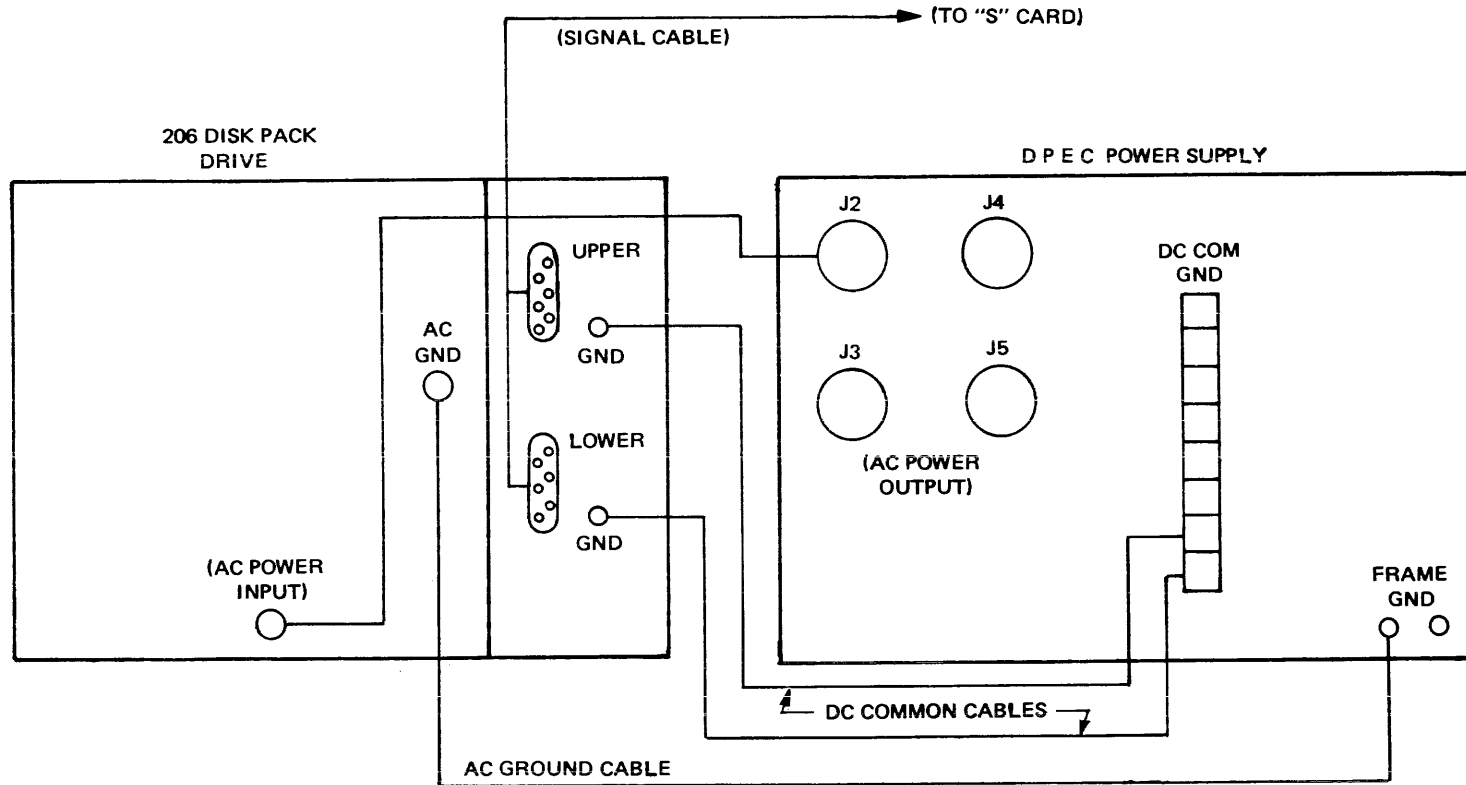 (TO "S" CARD)
(SIGNAL CABLE)
206 DISK PACK
DRIVE
D P E C POWER SUPPLY
UPPER
GND
AC
GND
LOWER
GND
(AC POWER
INPUT)
J2
J4
J3
J5
(AC POWER
OUTPUT)
DC COM
GND
FRAME
GND
DC COMMON CABLES
AC GROUND CABLE